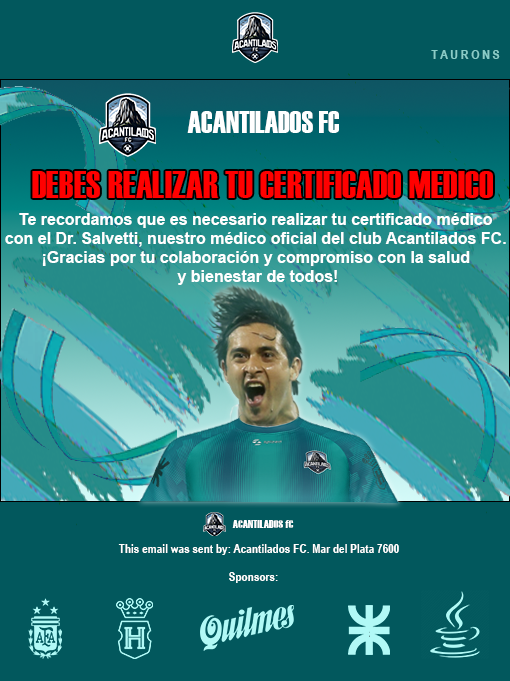 ACANTILADOS
FC
TAURONS
ACANTILADOS
FC
ACANTILADOS FC
DEBES REALIZAR TU CERTIFICADO MEDICO
Te recordamos que es necesario realizar tu certificado médico
con el Dr. Salvetti, nuestro médico oficial del club Acantilados FC.
¡Gracias por tu colaboración y compromiso con la salud
y bienestar de todos!
ACANTILADOS FC
This email was sent by: Acantilados FC. Mar del Plata 7600
Sponsors:
AFA
H
Quilmes